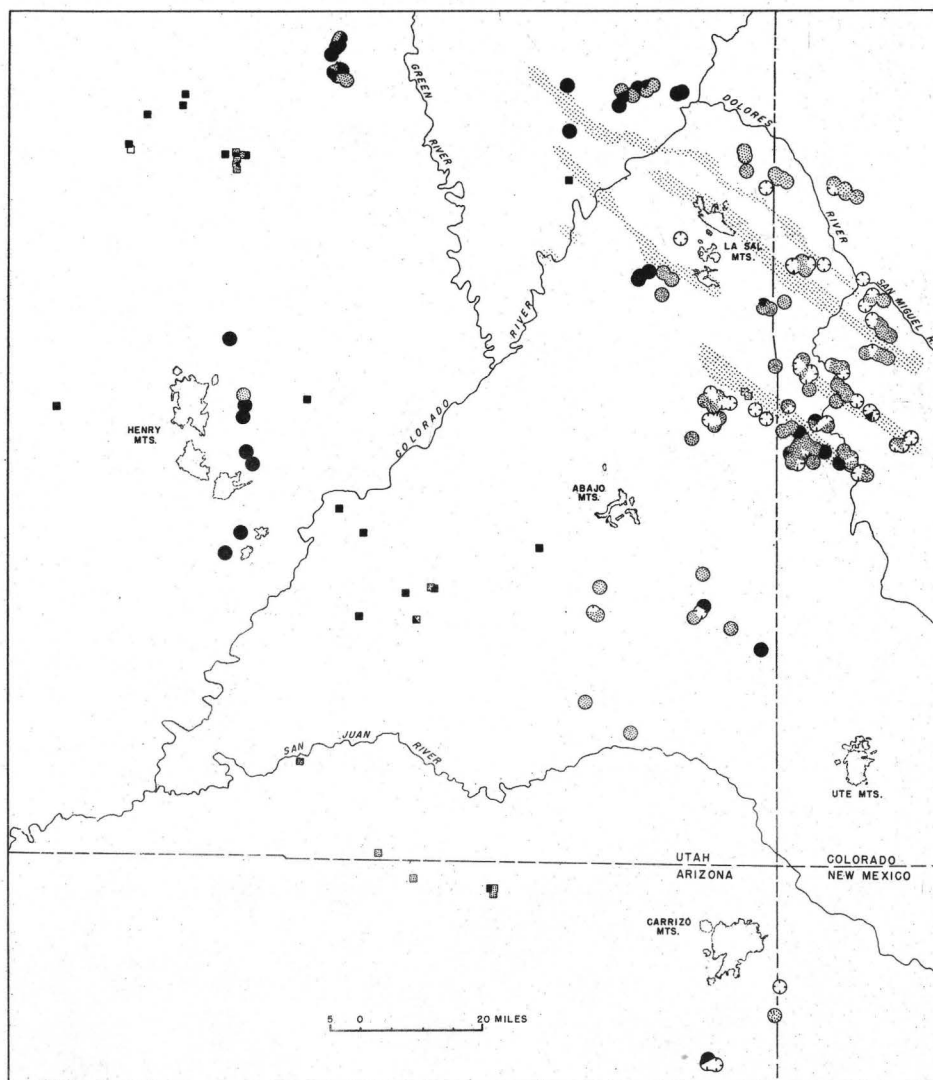 GREEN
RIVER
DOLORES
RIVER
LA SAL
MTS.
SAN MIGUEL R.
COLORADO
RIVER
HENRY
MTS.
ABAJO
MTS.
SAN JUAN
RIVER
UTE MTS.
UTAH
COLORADO
ARIZONA
NEW MEXICO
CARRIZO
MTS.
5 0 20 MILES